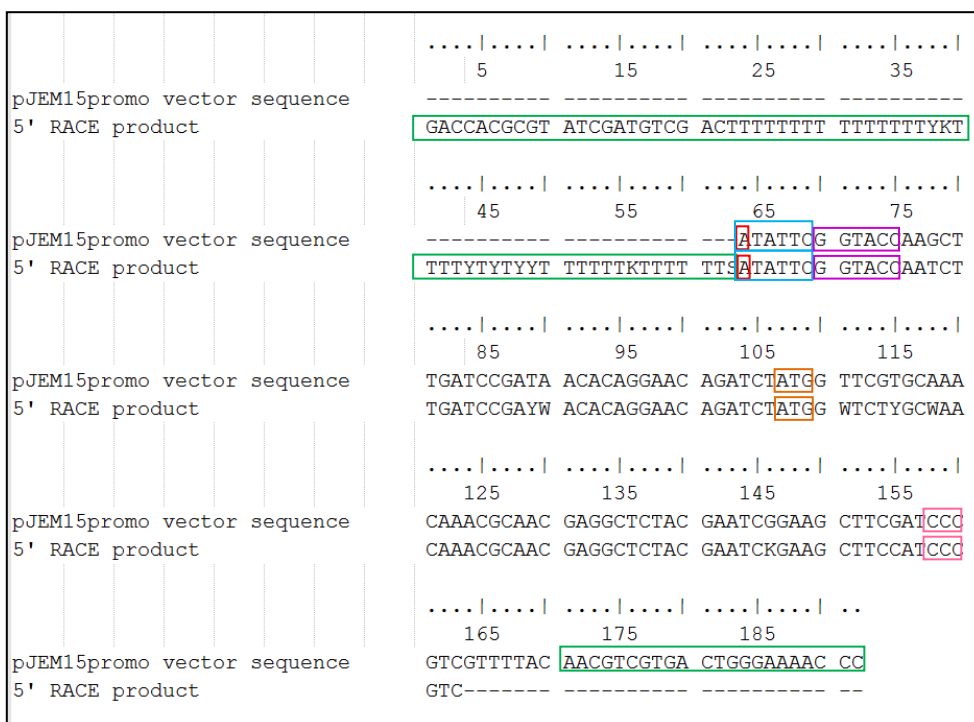 ....|....| ....|....| ....|....| ....|....|
5 15 25 35
pJEM15promo vector sequence ---------- ---------- ---------- ----------
5' RACE product GACCACGCGT ATCGATGTCG ACTTTTTTTT TTTTTTTYKT
....|....| ....|....| ....|....| ....|....|
45 55 65 75
pJEM15promo vector sequence ---------- ---------- ---ATATTCG GTACCAAGCT
5' RACE product TTTYTYTYYT TTTTTKTTTT TTSATATTCG GTACCAATCT
....|....| ....|....| ....|....| ....|....|
85 95 105 115
pJEM15promo vector sequence TGATCCGATA ACACAGGAAC AGATCTATGG TTCGTGCAAA
5' RACE product TGATCCGAYW ACACAGGAAC AGATCTATGG WTCTYGCWAA
....|....| ....|....| ....|....| ....|....|
125 135 145 155
pJEM15promo vector sequence CAAACGCAAC GAGGCTCTAC GAATCGGAAG CTTCGATCCC
5' RACE product CAAACGCAAC GAGGCTCTAC GAATCKGAAG CTTCCATCCC
....|....| ....|....| ....|....| ..
165 175 185
pJEM15promo vector sequence GTCGTTTTAC AACGTCGTGA CTGGGAAAAC CC
5' RACE product GTC------- ---------- ---------- --